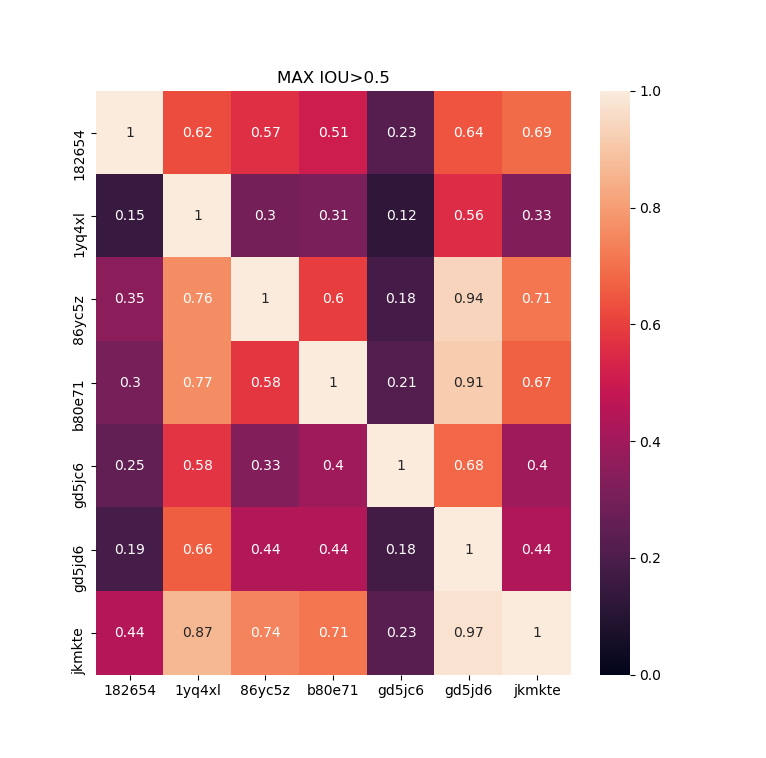 MAX IOU>0.5
182654 1 0.62 0.57 0.51 0.23 0.64 0.69
1yq4xl 0.15 1 0.3 0.31 0.12 0.56 0.33
86yc5z 0.35 0.76 1 0.6 0.18 0.94 0.71
b80e71 0.3 0.77 0.58 1 0.21 0.91 0.67
gd5jc6 0.25 0.58 0.33 0.4 1 0.68 0.4
gd5jd6 0.19 0.66 0.44 0.44 0.18 1 0.44
jkmkte 0.44 0.87 0.74 0.71 0.23 0.97 1
182654 1yq4xl 86yc5z b80e71 gd5jc6 gd5jd6 jkmkte
1.0
0.8
0.6
0.4
0.2
0.0